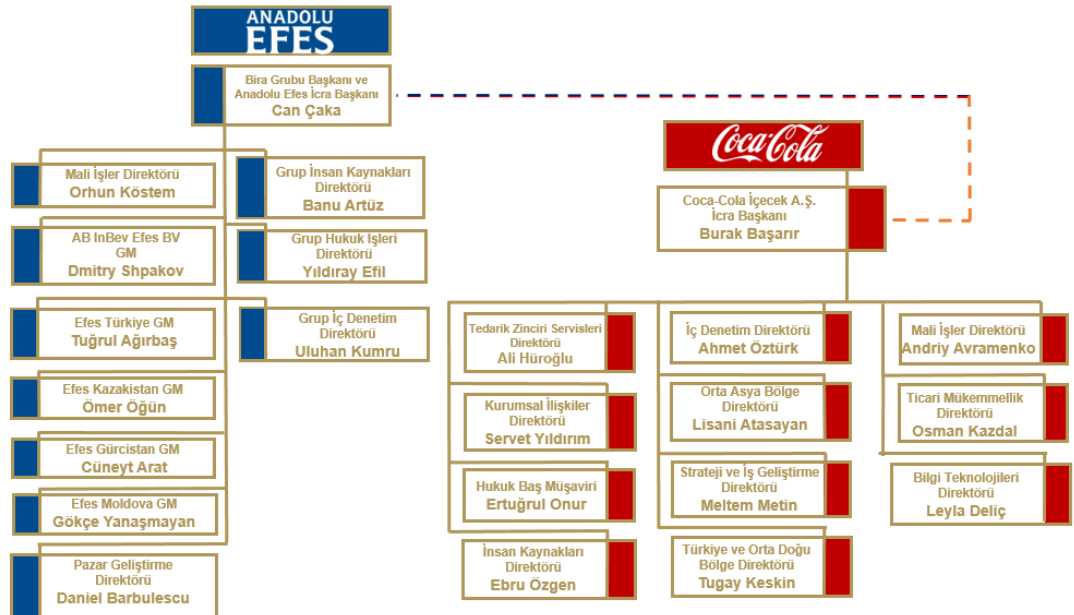 ANADOLU
EFES
Bira Grubu Başkanı ve
Anadolu Efes İcra Başkanı
Can Çaka
Mali İşler Direktörü
Orhun Köstem
Grup İnsan Kaynakları
Direktörü
Banu Artüz
AB InBev Efes BV
GM
Dmitry Shpakov
Grup Hukuk Işleri
Direktörü
Yıldıray Efil
Efes Türkiye GM
Tuğrul Ağırbaş
Grup İç Denetim
Direktörü
Uluhan Kumru
Efes Kazakistan GM
Ömer Öğün
Efes Gürcistan GM
Cüneyt Arat
Efes Moldova GM
Gökçe Yanaşmayan
Pazar Geliştirme
Direktörü
Daniel Barbulescu
Coca-Cola
Coca-Cola İçecek A.Ş.
İcra Başkanı
Burak Başarır
Tedarik Zinciri Servisleri
Direktörü
Ali Hüroğlu
Kurumsal İlişkiler
Direktörü
Servet Yıldırım
Hukuk Baş Müşaviri
Ertuğrul Onur
İnsan Kaynakları
Direktörü
Ebru Özgen
İç Denetim Direktörü
Ahmet Öztürk
Orta Asya Bölge
Direktörü
Lisani Atasayan
Strateji ve İş Geliştirme
Direktörü
Meltem Metin
Türkiye ve Orta Doğu
Bölge Direktörü
Tugay Keskin
Mali İşler Direktörü
Andriy Avramenko
Ticari Mükemmellik
Direktörü
Osman Kazdal
Bilgi Teknolojileri
Direktörü
Leyla Deliç